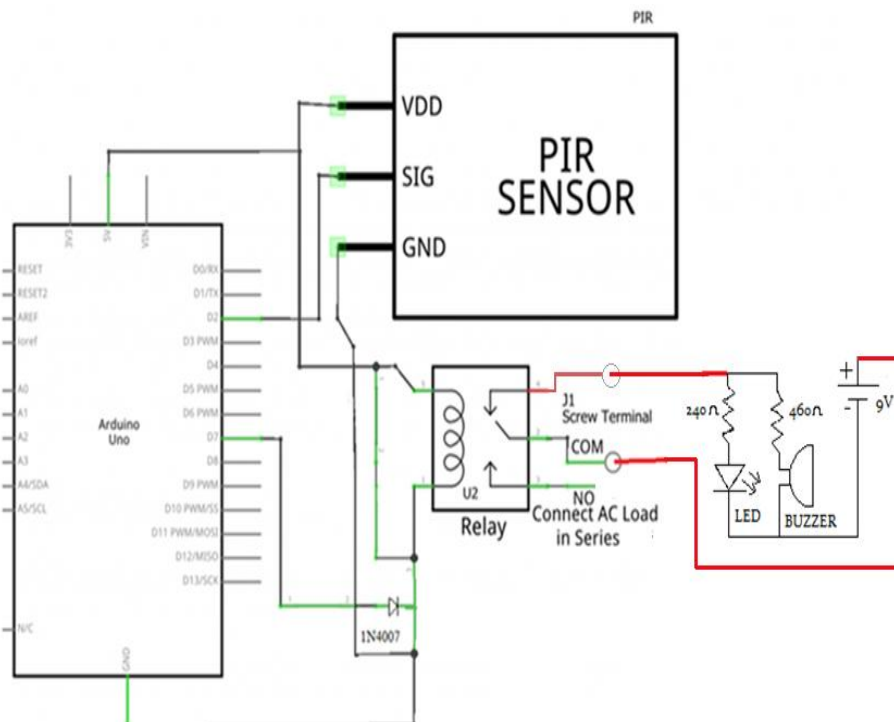 PIR
VDD
SIG
GND
PIR
SENSOR
3V3
5V
VIN
RESET
RESET2
AREF
ioref
A0
A1
A2
A3
A4/SDA
A5/SCL
N/C
Arduino
Uno
D0/RX
D1/TX
D2
D3 PWM
D4
D5 PWM
D6 PWM
D7
D8
D9 PWM
D10 PWM/SS
D11 PWM/MOSI
D12/MISO
D13/SCK
GND
1N4007
U2
Relay
J1
Screw Terminal
COM
NO
Connect AC Load
in Series
240Ω
460Ω
LED
BUZZER
+
-
9V